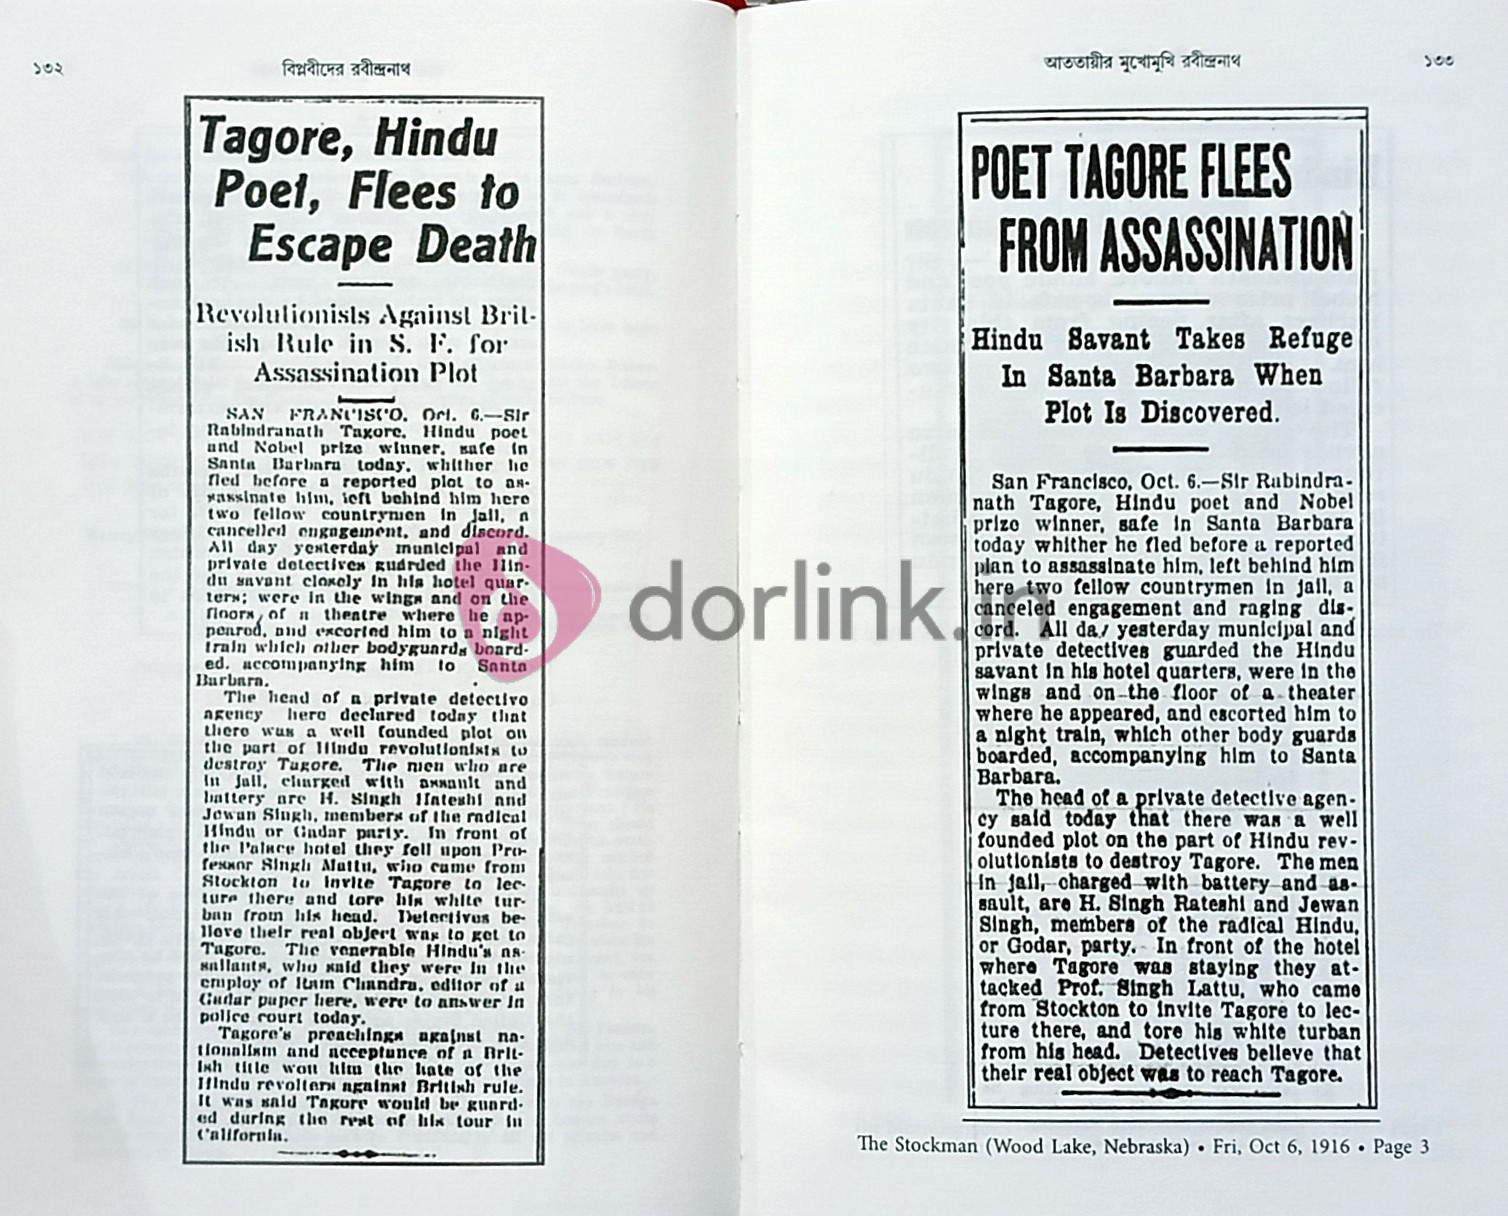 ১৩২
বিপ্লবীদের রবীন্দ্রনাথ
Tagore, Hindu
Poet, Flees to
Escape Death
Revolutionists Against Brit-
ish Rule in S. F. for
Assassination Plot
SAN FRANCISCO, Oct. 6.—Sir
Rabindranath Tagore, Hindu poet
and Nobel prize winner, safe in
Santa Barbara today, whither he
fled before a reported plot to as-
sassinate him, left behind him here
two fellow countrymen in jail, a
cancelled engagement, and discord.
All day yesterday municipal and
private detectives guarded the Hin-
du savant closely in his hotel quar-
ters; were in the wings and on the
floors of a theatre where he ap-
peared, and escorted him to a night
train which other bodyguards board-
ed, accompanying him to Santa
Barbara.
The head of a private detective
agency here declared today that
there was a well founded plot on
the part of Hindu revolutionists to
destroy Tagore. The men who are
in jail, charged with assault and
battery are H. Singh Hateshi and
Jewan Singh, members of the radical
Hindu or Gadar party. In front of
the Palace hotel they fell upon Pro-
fessor Singh Mattu, who came from
Stockton to invite Tagore to lec-
ture there and tore his white tur-
ban from his head. Detectives be-
lieve their real object was to get to
Tagore. The venerable Hindu's as-
sailants, who said they were in the
employ of Ram Chandra, editor of a
Gadar paper here, were to answer in
police court today.
Tagore's preachings against na-
tionalism and acceptance of a Brit-
ish title won him the hate of the
Hindu revolters against British rule.
It was said Tagore would be guard-
ed during the rest of his tour in
California.
আততায়ীর মুখোমুখি রবীন্দ্রনাথ
১৩৩
POET TAGORE FLEES
FROM ASSASSINATION
Hindu Savant Takes Refuge
In Santa Barbara When
Plot Is Discovered.
San Francisco, Oct. 6.—Sir Rabindra-
nath Tagore, Hindu poet and Nobel
prize winner, safe in Santa Barbara
today whither he fled before a reported
plan to assassinate him, left behind him
here two fellow countrymen in jail, a
canceled engagement and raging dis-
cord. All day yesterday municipal and
private detectives guarded the Hindu
savant in his hotel quarters, were in the
wings and on the floor of a theater
where he appeared, and escorted him to
a night train, which other body guards
boarded, accompanying him to Santa
Barbara.
The head of a private detective agen-
cy said today that there was a well
founded plot on the part of Hindu rev-
olutionists to destroy Tagore. The men
in jail, charged with battery and as-
sault, are H. Singh Rateshi and Jewan
Singh, members of the radical Hindu,
or Godar, party. In front of the hotel
where Tagore was staying they at-
tacked Prof. Singh Lattu, who came
from Stockton to invite Tagore to lec-
ture there, and tore his white turban
from his head. Detectives believe that
their real object was to reach Tagore.
The Stockman (Wood Lake, Nebraska) • Fri, Oct 6, 1916 • Page 3
dorlink.in